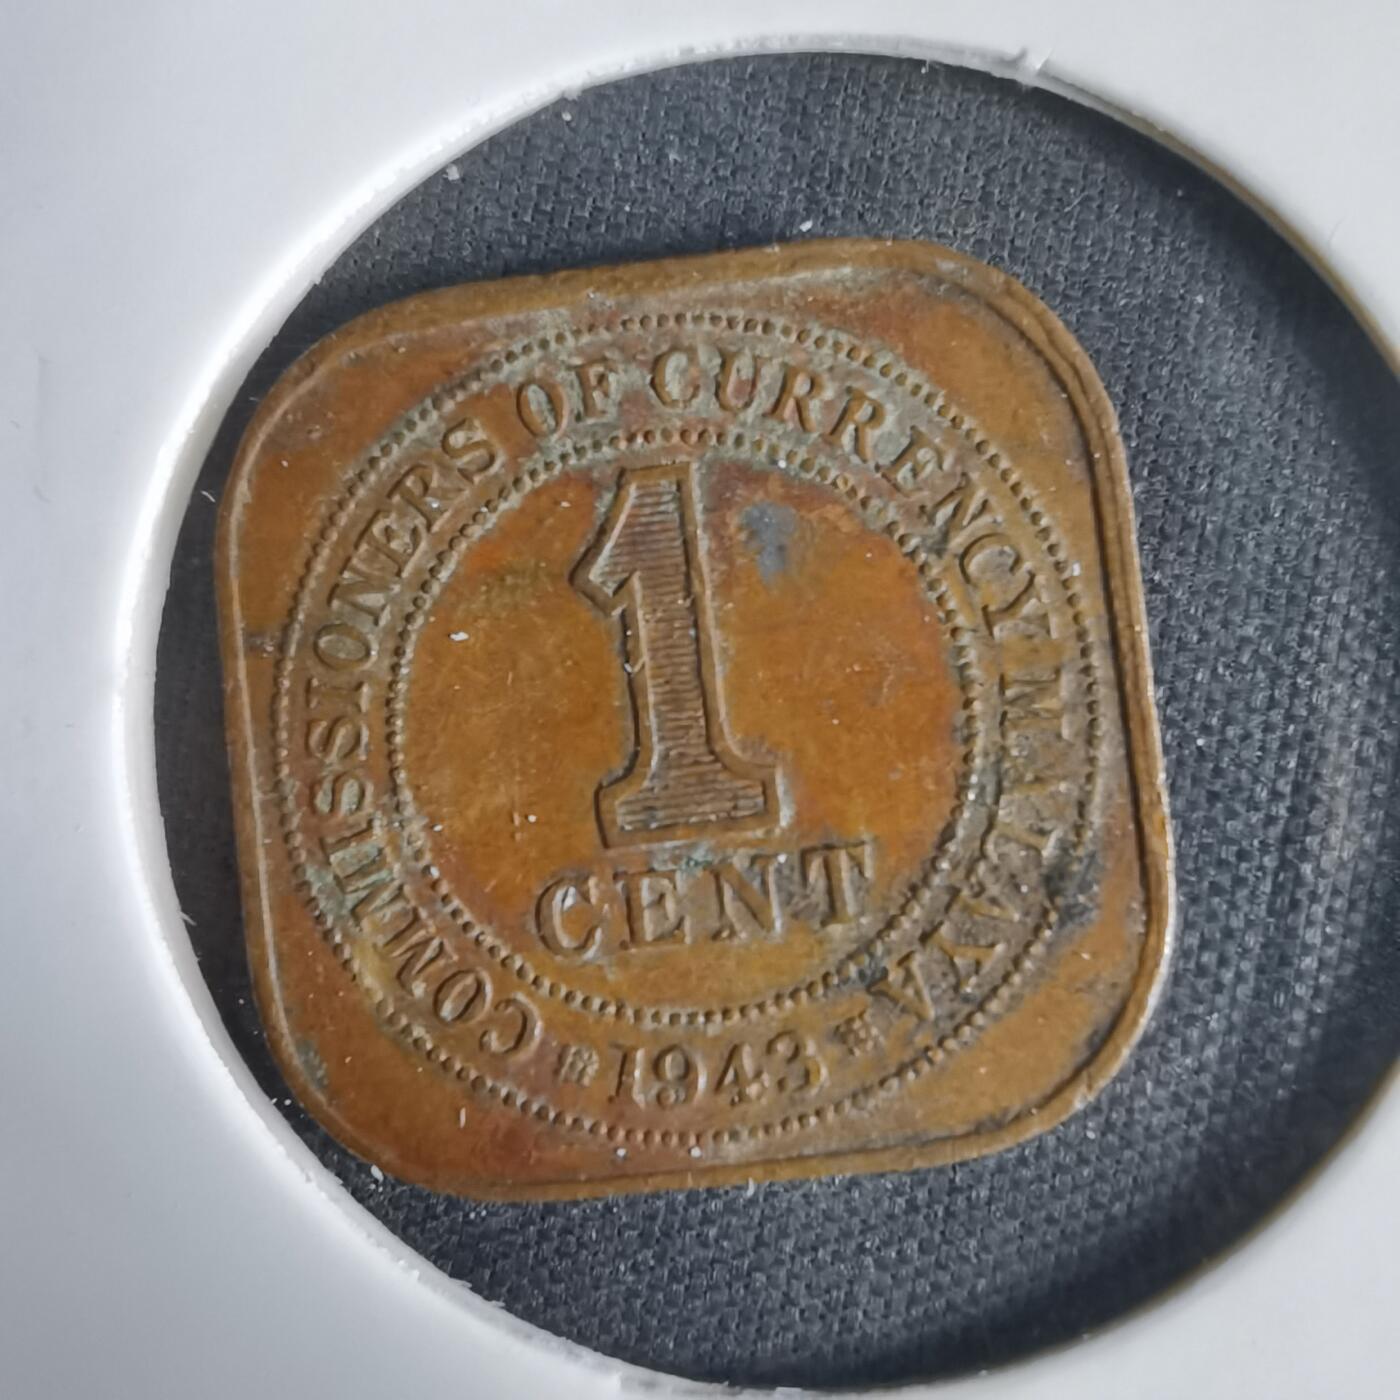 COMMISSIONERS OF CURRENCY MALAYA
1
CENT
1943